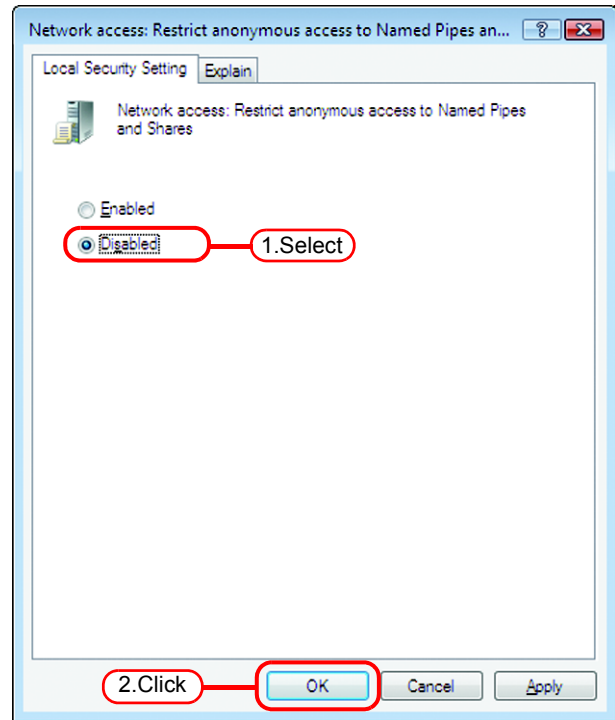 Network access: Restrict anonymous access to Named Pipes an... ?
Local Security Setting Explain
Network access: Restrict anonymous access to Named Pipes
and Shares
Enabled
Disabled 1.Select
2.Click OK Cancel Apply